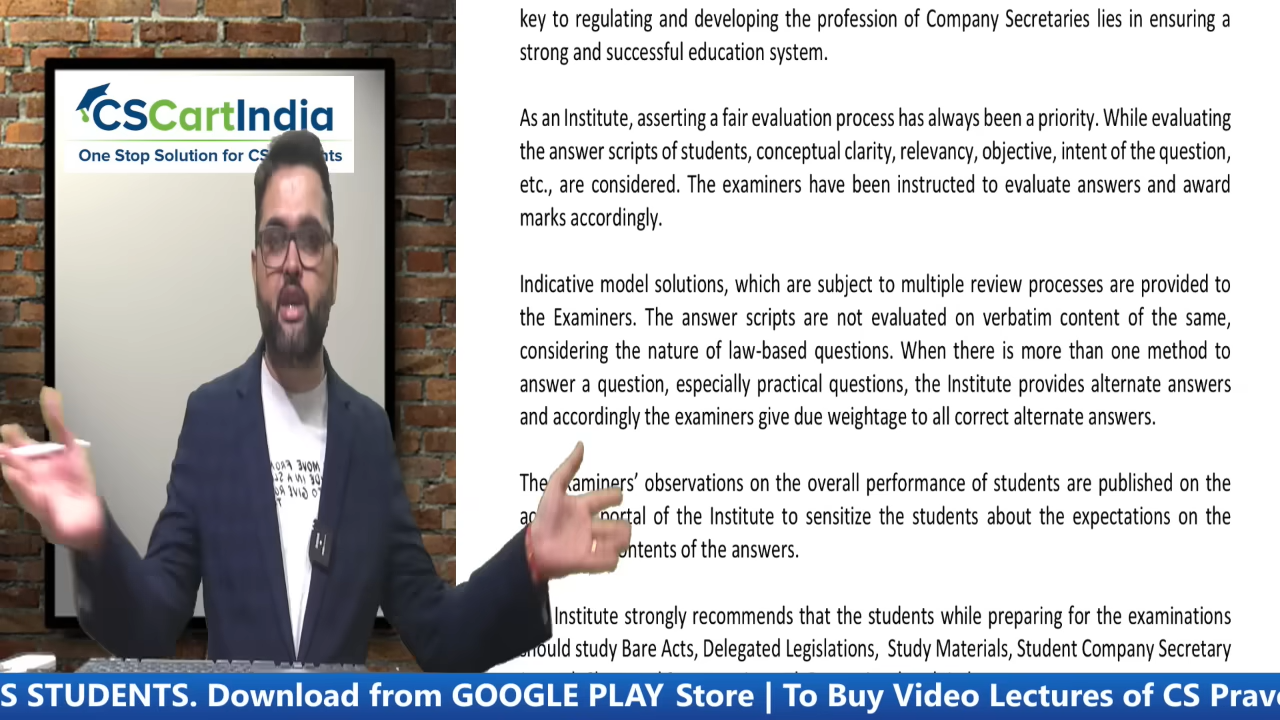 CSCartIndia
One Stop Solution for CS
key to regulating and developing the profession of Company Secretaries lies in ensuring a
strong and successful education system.
As an Institute, asserting a fair evaluation process has always been a priority. While evaluating
the answer scripts of students, conceptual clarity, relevancy, objective, intent of the question,
etc., are considered. The examiners have been instructed to evaluate answers and award
marks accordingly.
Indicative model solutions, which are subject to multiple review processes are provided to
the Examiners. The answer scripts are not evaluated on verbatim content of the same,
considering the nature of law-based questions. When there is more than one method to
answer a question, especially practical questions, the Institute provides alternate answers
and accordingly the examiners give due weightage to all correct alternate answers.
The Examiners' observations on the overall performance of students are published on the
portal of the Institute to sensitize the students about the expectations on the
contents of the answers.
Institute strongly recommends that the students while preparing for the examinations
should study Bare Acts, Delegated Legislations, Study Materials, Student Company Secretary
S STUDENTS. Download from GOOGLE PLAY Store | To Buy Video Lectures of CS Prave